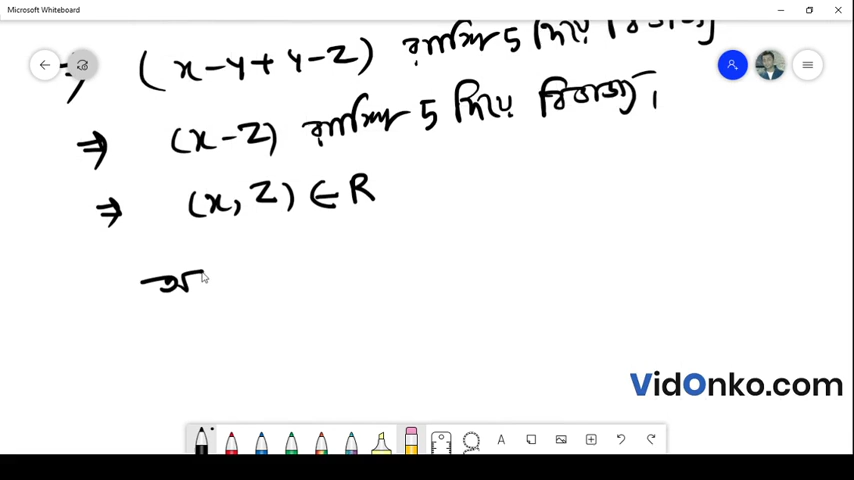 Microsoft Whiteboard
⇒ (x-y+y-z) রাশিটি 5 দিয়ে বিভাজ্য
⇒ (x-z) রাশিটি 5 দিয়ে বিভাজ্য।
⇒ (x, z) ∈ R
অ
VidOnko.com